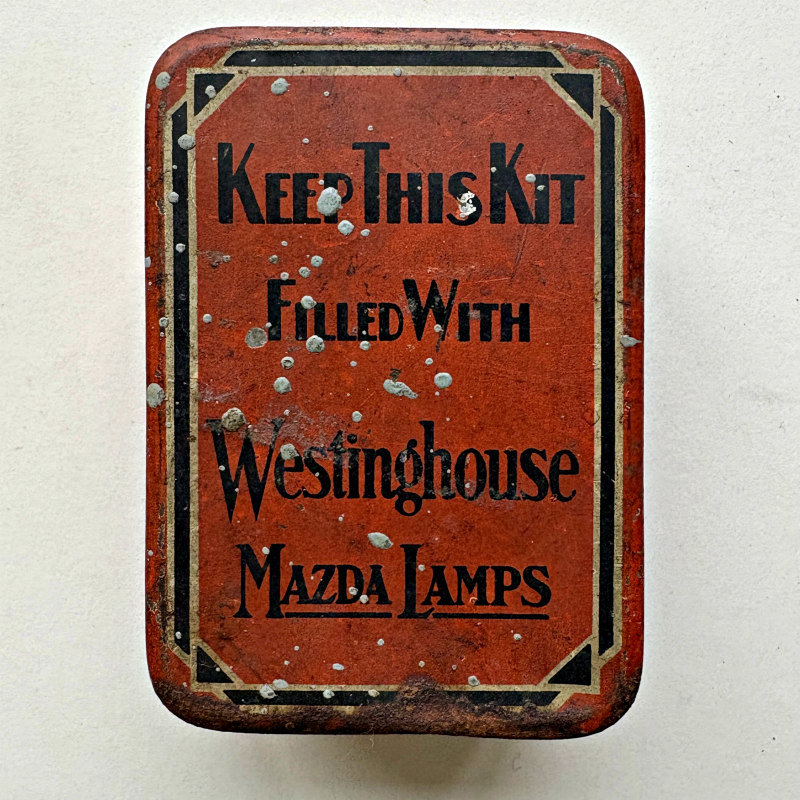 KEEP THIS KIT
FILLED WITH
Westinghouse
MAZDA LAMPS